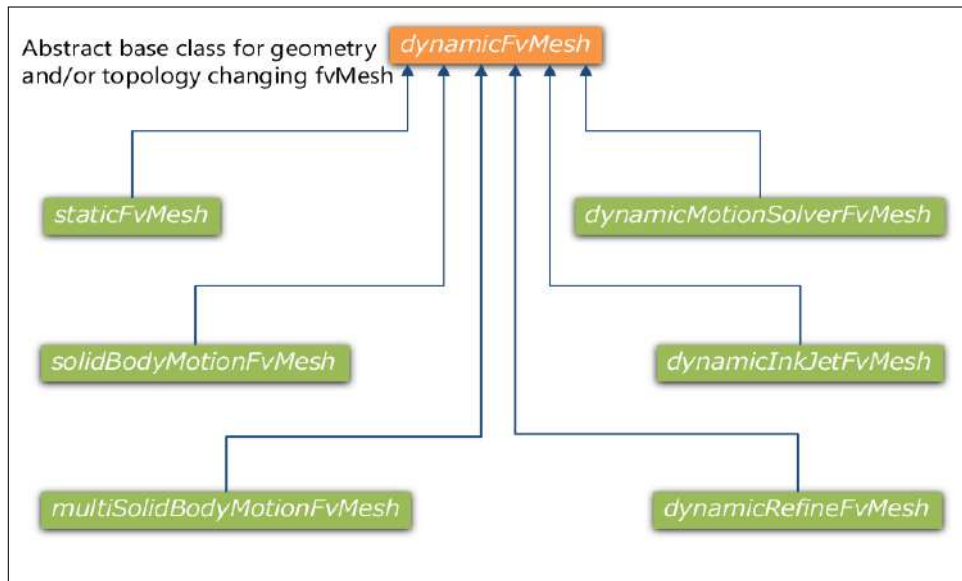 Abstract base class for geometry
and/or topology changing fvMesh
dynamicFvMesh
staticFvMesh
dynamicMotionSolverFvMesh
solidBodyMotionFvMesh
dynamicInkJetFvMesh
multiSolidBodyMotionFvMesh
dynamicRefineFvMesh